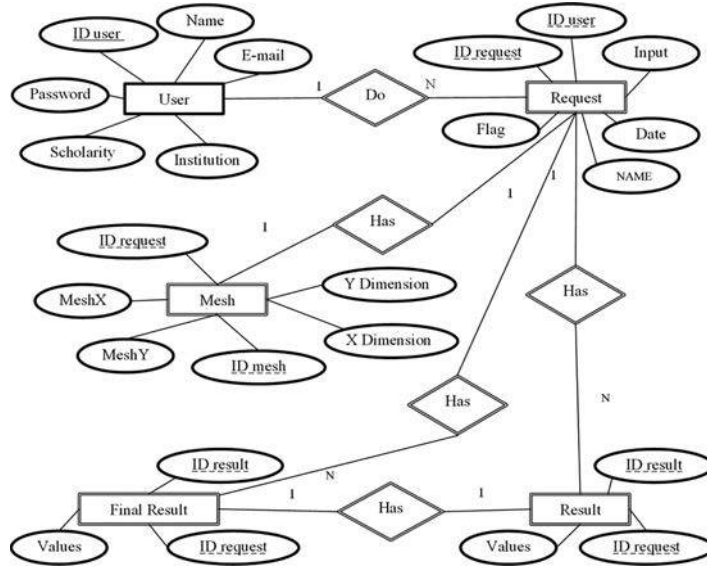 Name
ID user
E-mail
Password
User
Scholarity
Institution
1
Do
N
ID user
ID request
Input
Request
Flag
Date
NAME
1
1
Has
1
ID request
MeshX
Mesh
Y Dimension
MeshY
X Dimension
ID mesh
Has
N
Has
N
ID result
Final Result
Values
ID request
1
Has
1
ID result
Result
Values
ID request